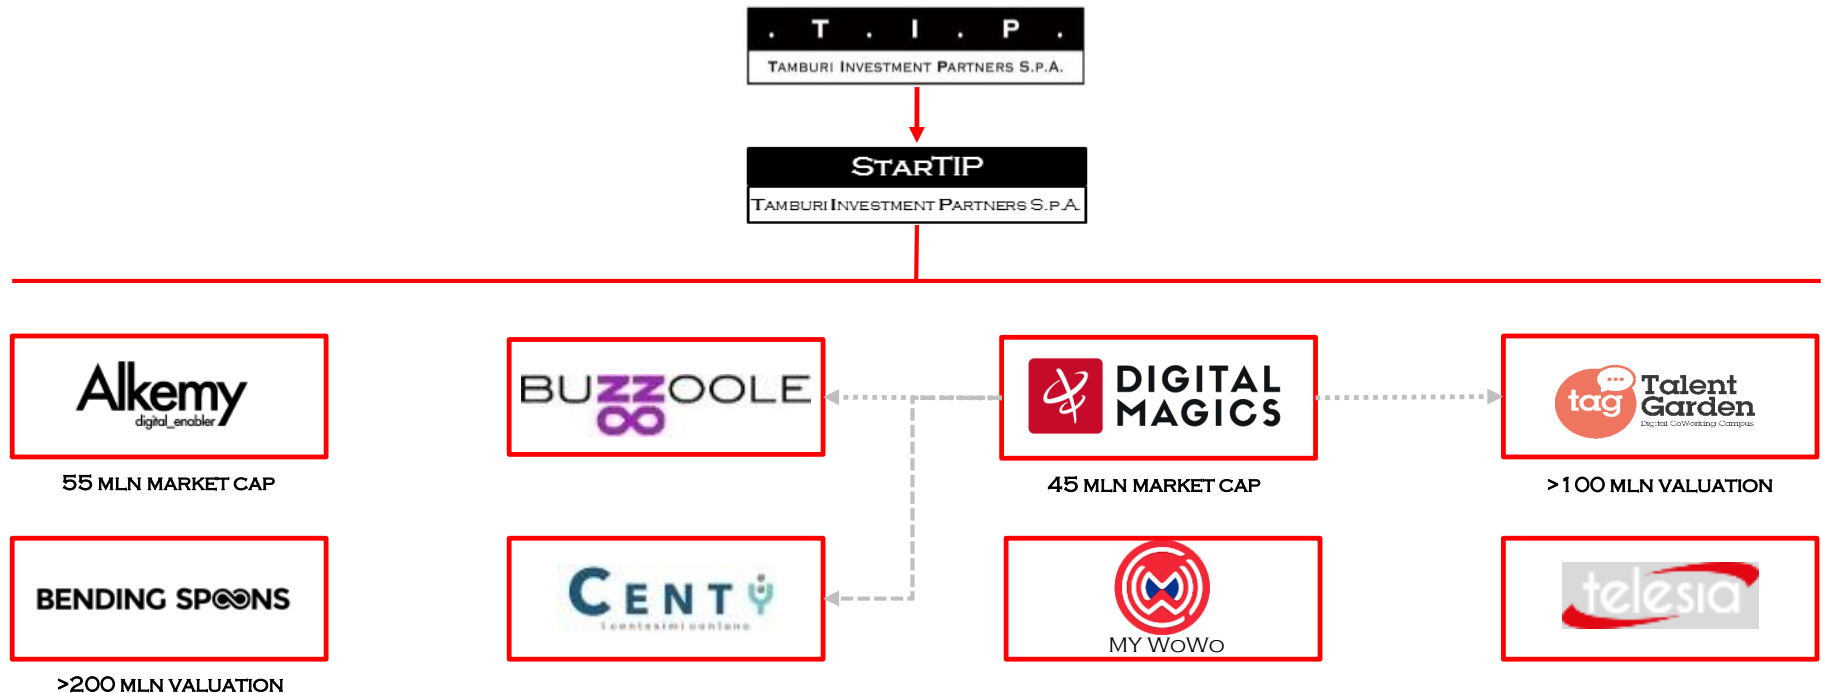 . T . I . P .
TAMBURI INVESTMENT PARTNERS S.P.A.
STARTIP
TAMBURI INVESTMENT PARTNERS S.P.A.
Alkemy
digital_enabler
BUZZOOLE
DIGITAL
MAGICS
tag
Talent
Garden
Digital CoWorking Campus
55 MLN MARKET CAP
45 MLN MARKET CAP
>100 MLN VALUATION
BENDING SPOONS
CENTY
I centesimi contano
MY WOWO
telesia
>200 MLN VALUATION